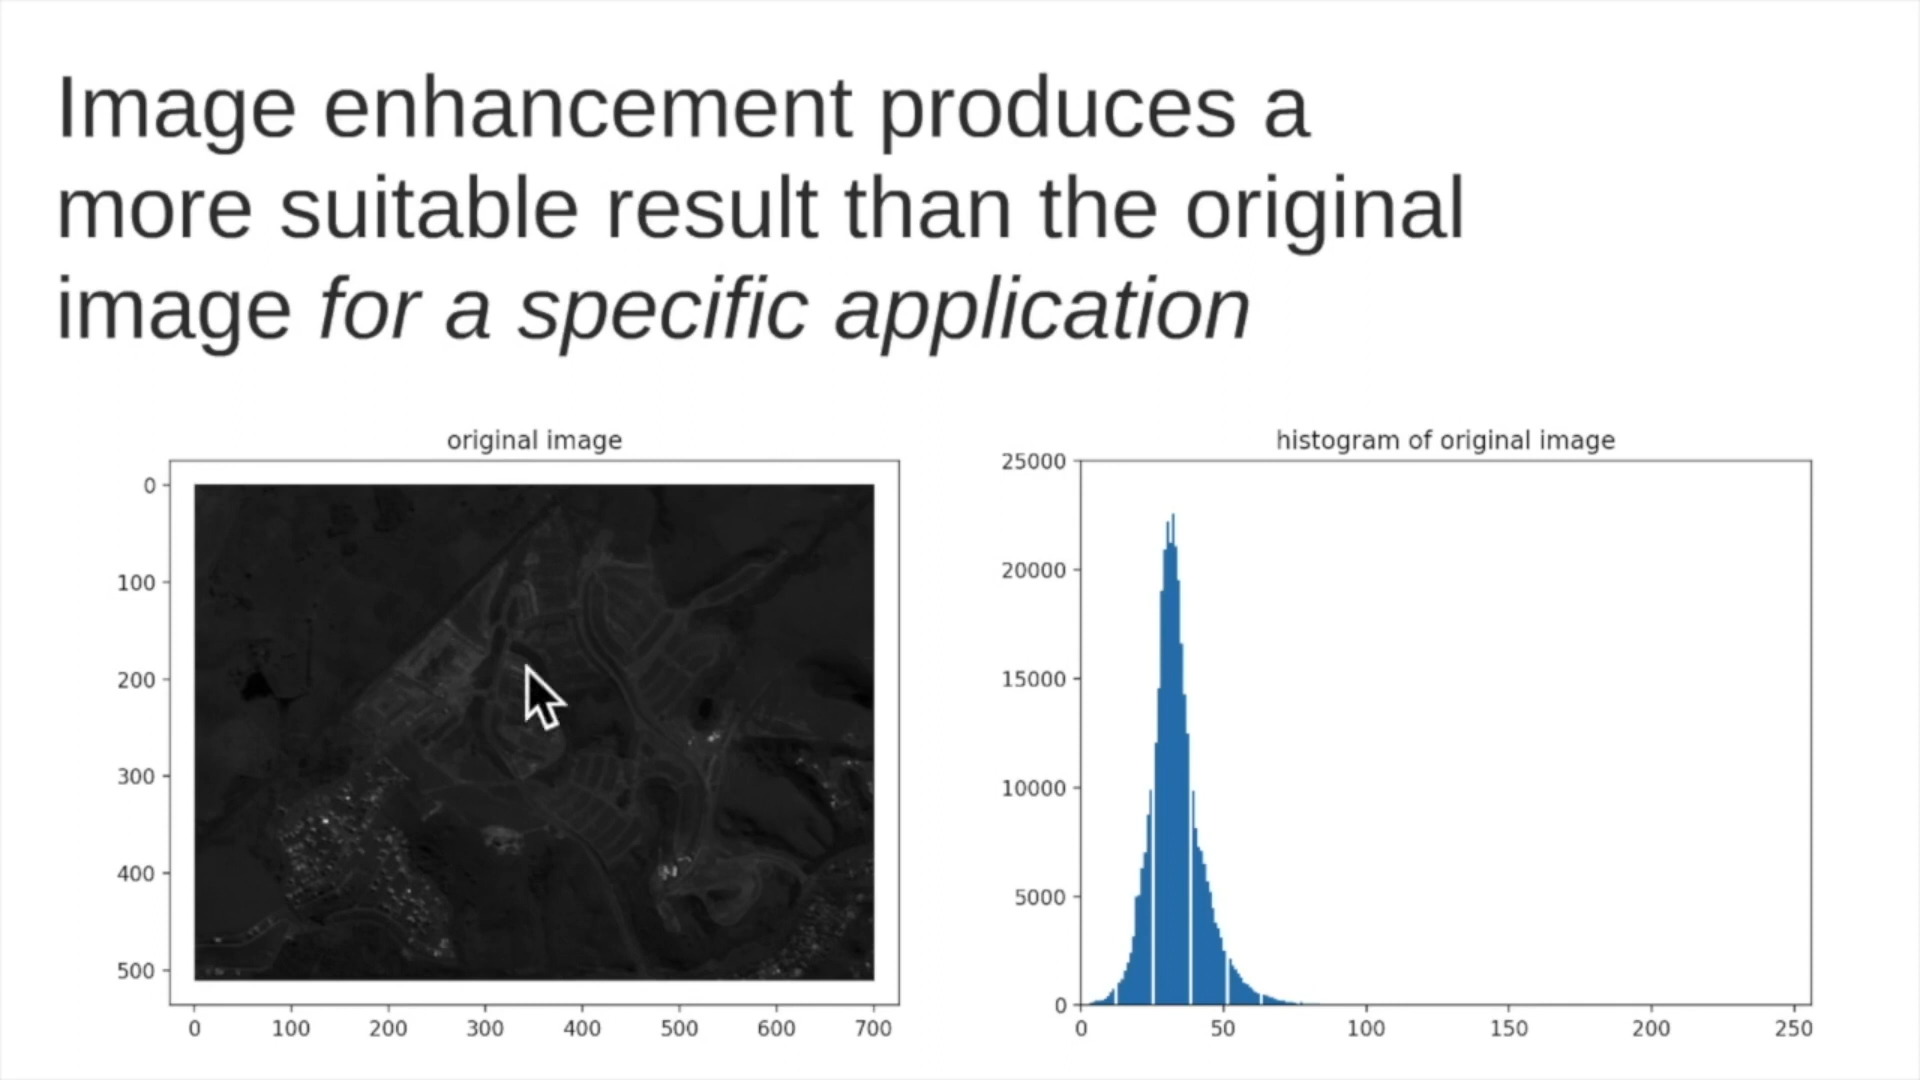 Image enhancement produces a
more suitable result than the original
image for a specific application
original image
0
100
200
300
400
500
0 100 200 300 400 500 600 700
histogram of original image
25000
20000
15000
10000
5000
0
0 50 100 150 200 250